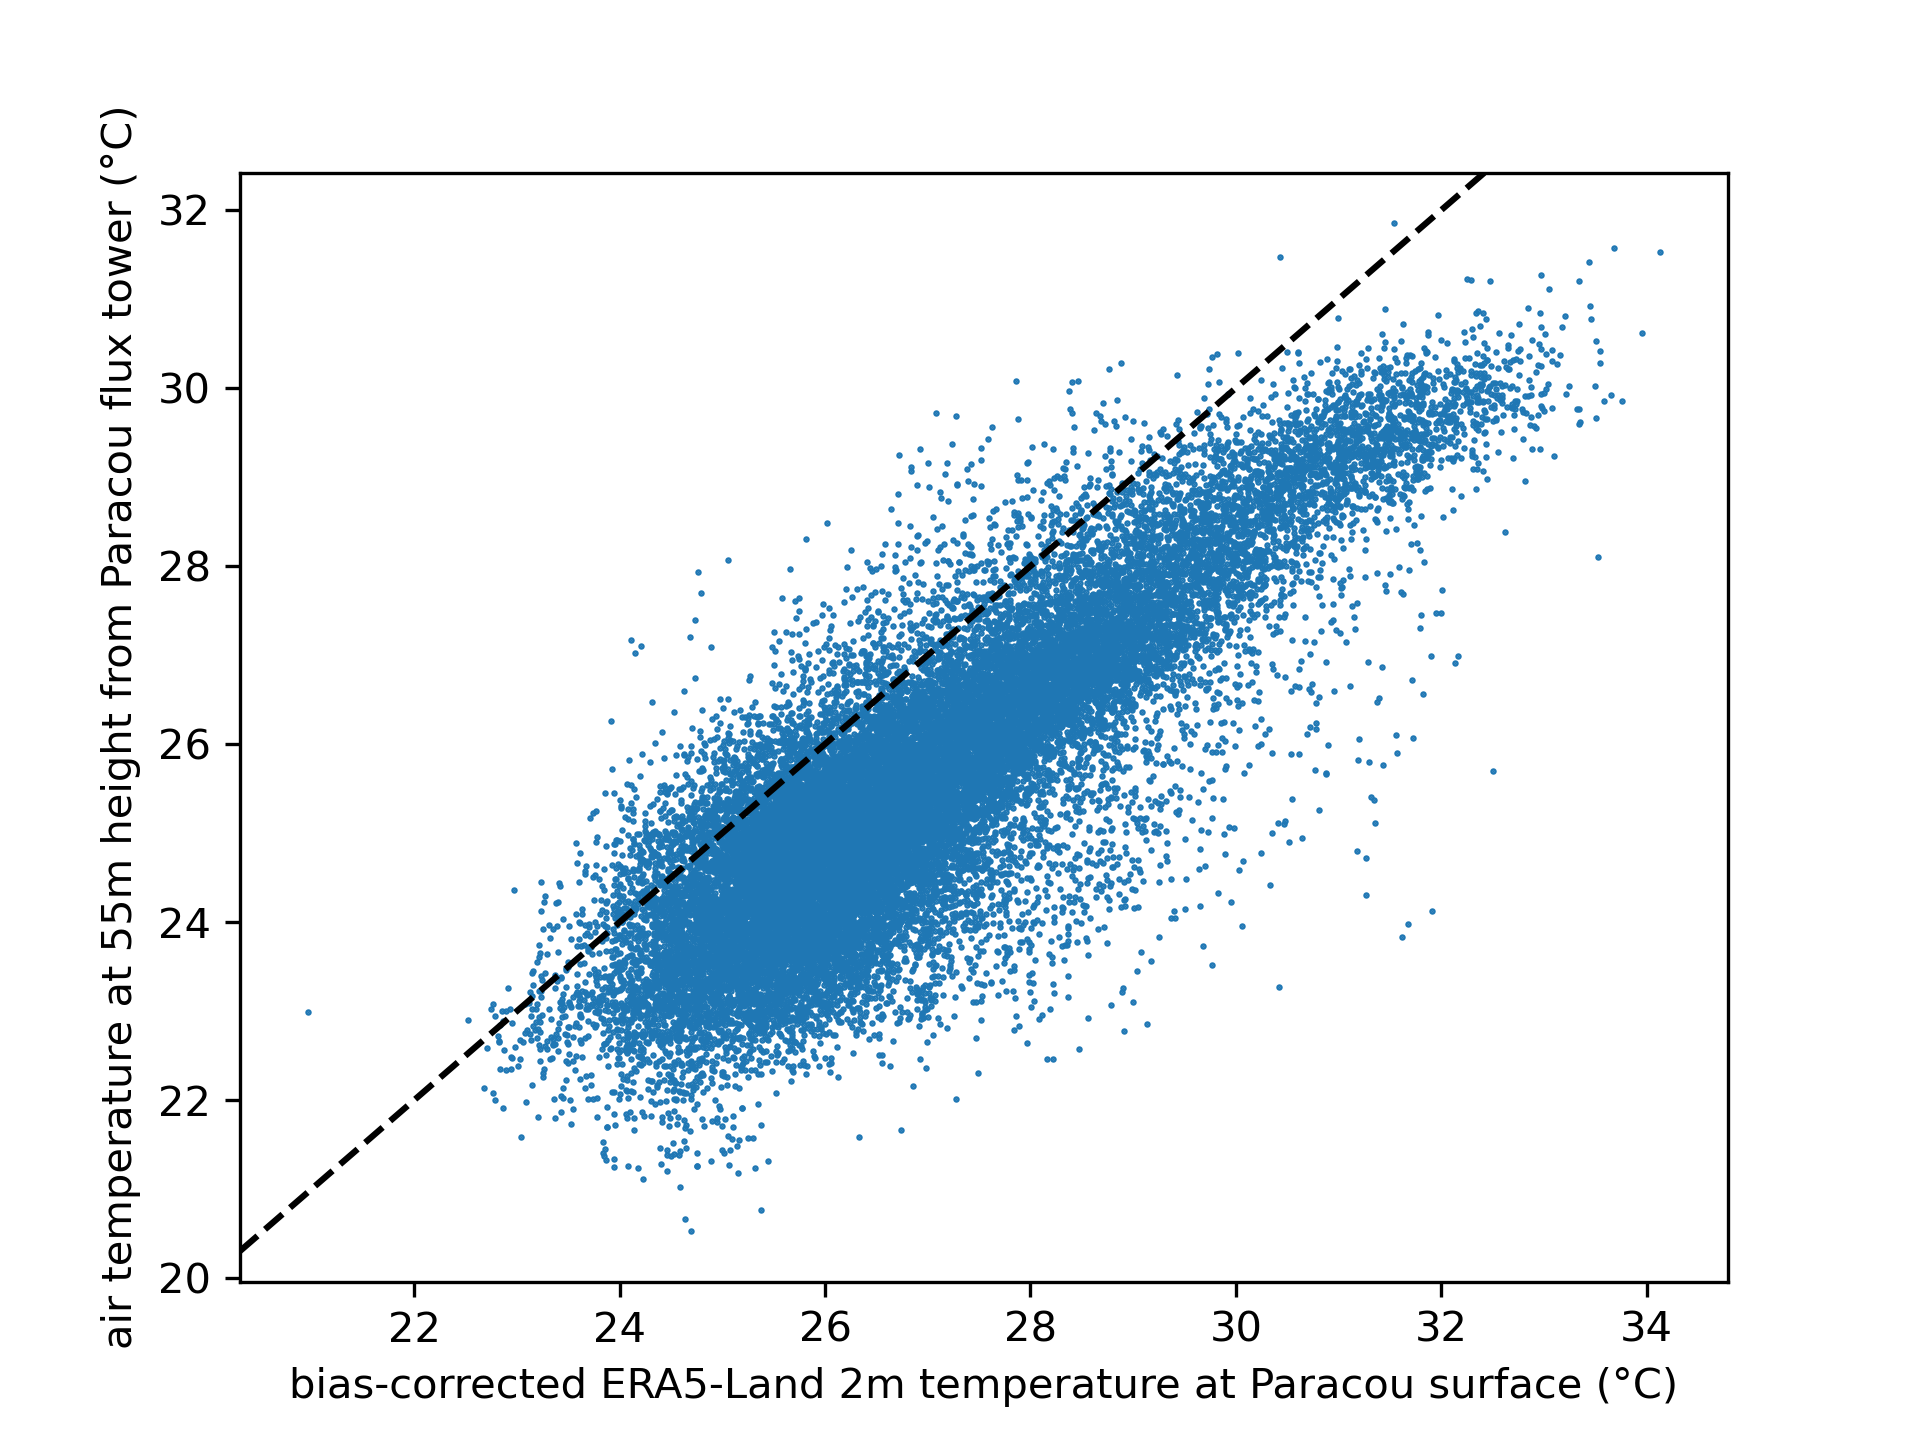 air temperature at 55m height from Paracou flux tower (°C)
32
30
28
26
24
22
20
22 24 26 28 30 32 34
bias-corrected ERA5-Land 2m temperature at Paracou surface (°C)